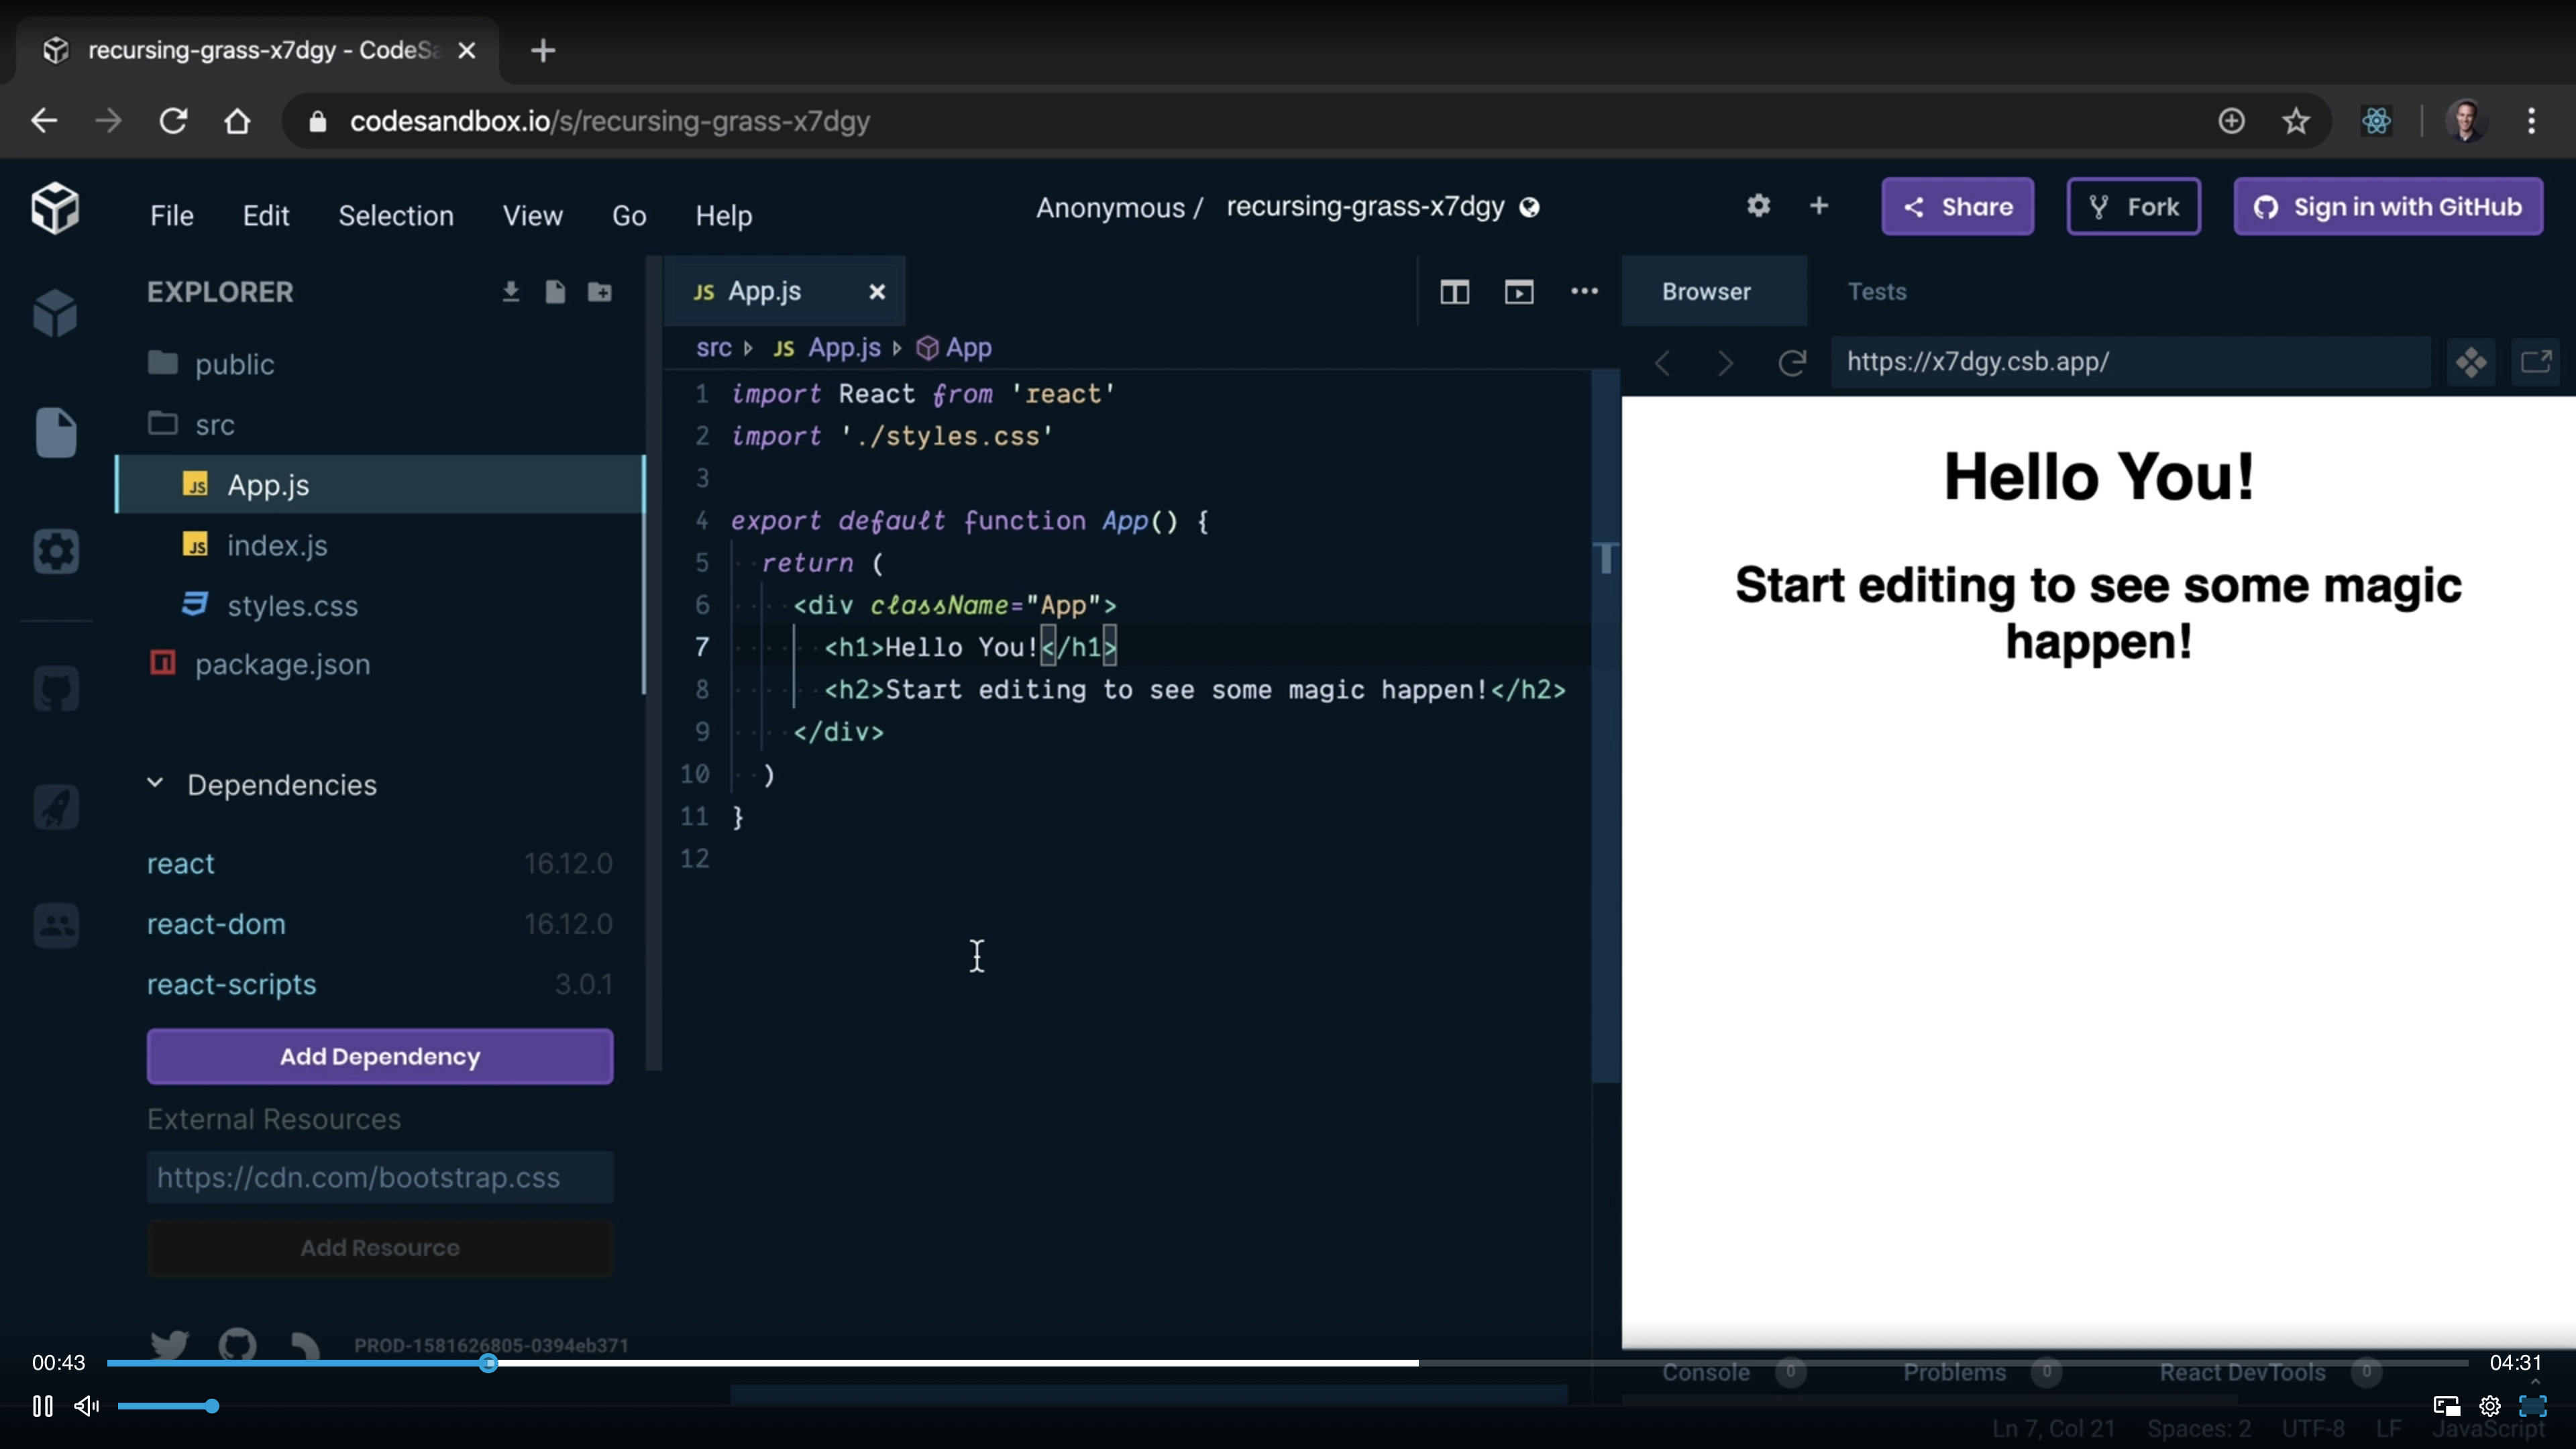 recursing-grass-x7dgy - CodeSa
codesandbox.io/s/recursing-grass-x7dgy
File Edit Selection View Go Help
Anonymous / recursing-grass-x7dgy
Share Fork Sign in with GitHub
EXPLORER
public
src
JS App.js
JS index.js
styles.css
package.json
Dependencies
react 16.12.0
react-dom 16.12.0
react-scripts 3.0.1
Add Dependency
External Resources
https://cdn.com/bootstrap.css
Add Resource
PROD-1581626805-0394eb371
JS App.js
src JS App.js App
1 import React from 'react'
2 import './styles.css'
3
4 export default function App() {
5 return (
6 <div className="App">
7 <h1>Hello You!</h1>
8 <h2>Start editing to see some magic happen!</h2>
9 </div>
10 )
11 }
12
Browser Tests
https://x7dgy.csb.app/
Hello You!
Start editing to see some magic
happen!
00:43 04:31
Console 0 Problems 0 React DevTools 0
Ln 7, Col 21 Spaces: 2 UTF-8 LF JavaScript